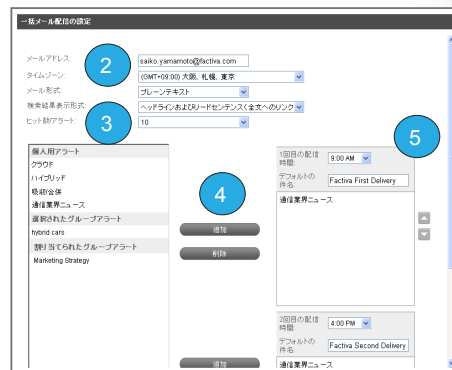 一括メール配信の設定
メールアドレス:
saiko.yamamoto@factiva.com
2
タイムゾーン:
(GMT+09:00) 大阪、札幌、東京
メール形式:
プレーンテキスト
検索結果表示形式:
ヘッドラインおよびリードセンテンス(全文へのリンク
ヒット数/アラート:
10
3
5
個人用アラート
クラウド
ハイブリッド
吸収/合併
通信業界ニュース
選択されたグループアラート
hybrid cars
割り当てられたグループアラート
Marketing Strategy
4
追加
削除
追加
1回目の配信時間:
9:00 AM
デフォルトの件名:
Factiva First Delivery
通信業界ニュース
2回目の配信時間:
4:00 PM
デフォルトの件名:
Factiva Second Delivery
通信業界ニュース